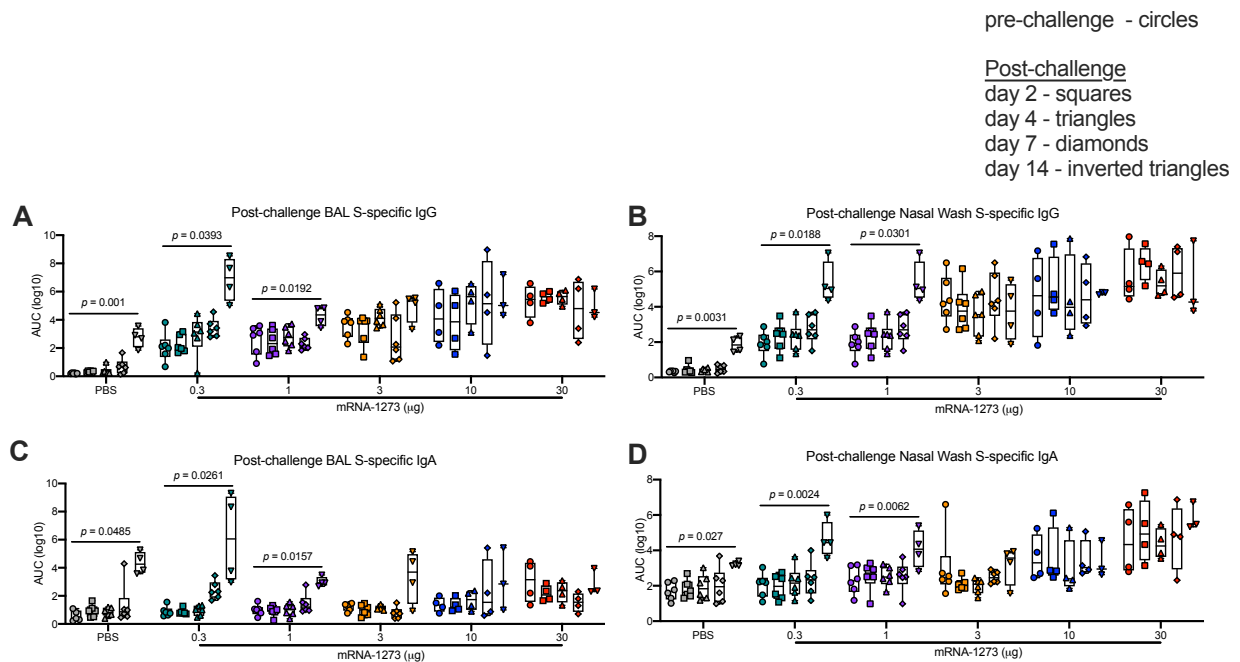 pre-challenge - circles
Post-challenge
day 2 - squares
day 4 - triangles
day 7 - diamonds
day 14 - inverted triangles
A
Post-challenge BAL S-specific IgG
AUC (log10)
10
8
6
4
2
0
p = 0.001
p = 0.0393
p = 0.0192
PBS
0.3
1
3
10
30
mRNA-1273 (μg)
B
Post-challenge Nasal Wash S-specific IgG
AUC (log10)
8
6
4
2
0
p = 0.0031
p = 0.0188
p = 0.0301
PBS
0.3
1
3
10
30
mRNA-1273 (μg)
C
Post-challenge BAL S-specific IgA
AUC (log10)
10
8
6
4
2
0
p = 0.0485
p = 0.0261
p = 0.0157
PBS
0.3
1
3
10
30
mRNA-1273 (μg)
D
Post-challenge Nasal Wash S-specific IgA
AUC (log10)
8
6
4
2
0
p = 0.027
p = 0.0024
p = 0.0062
PBS
0.3
1
3
10
30
mRNA-1273 (μg)